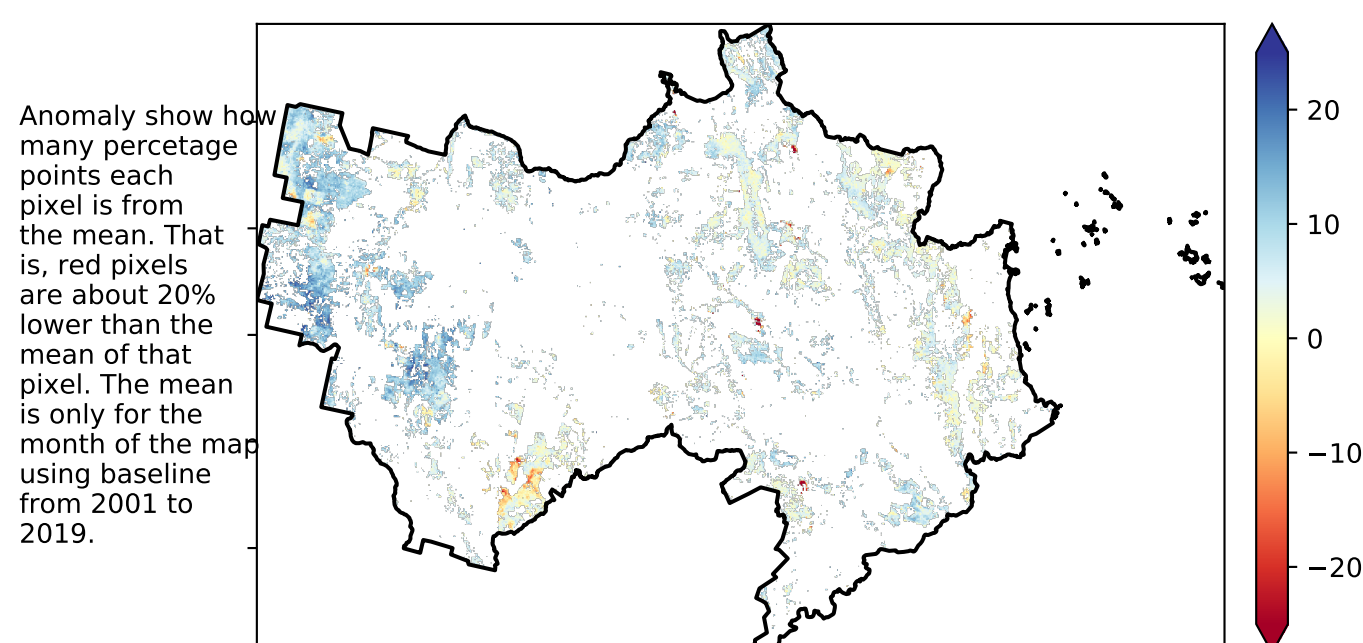 Anomaly show how
many percetage
points each
pixel is from
the mean. That
is, red pixels
are about 20%
lower than the
mean of that
pixel. The mean
is only for the
month of the map
using baseline
from 2001 to
2019.
20
10
0
−10
−20